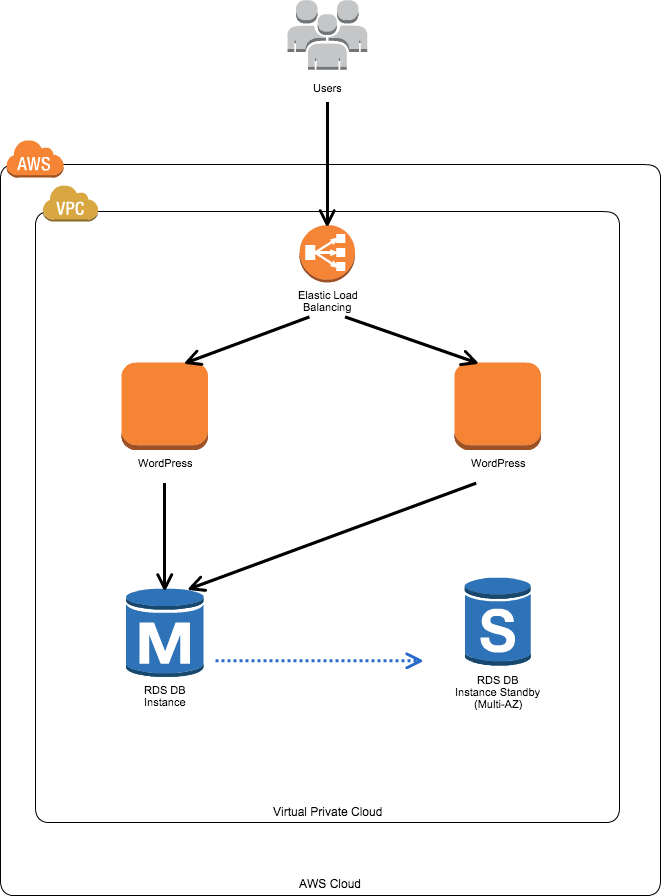 Users
AWS
VPC
Elastic Load
Balancing
WordPress
WordPress
M
S
RDS DB
Instance
RDS DB
Instance Standby
(Multi-AZ)
Virtual Private Cloud
AWS Cloud